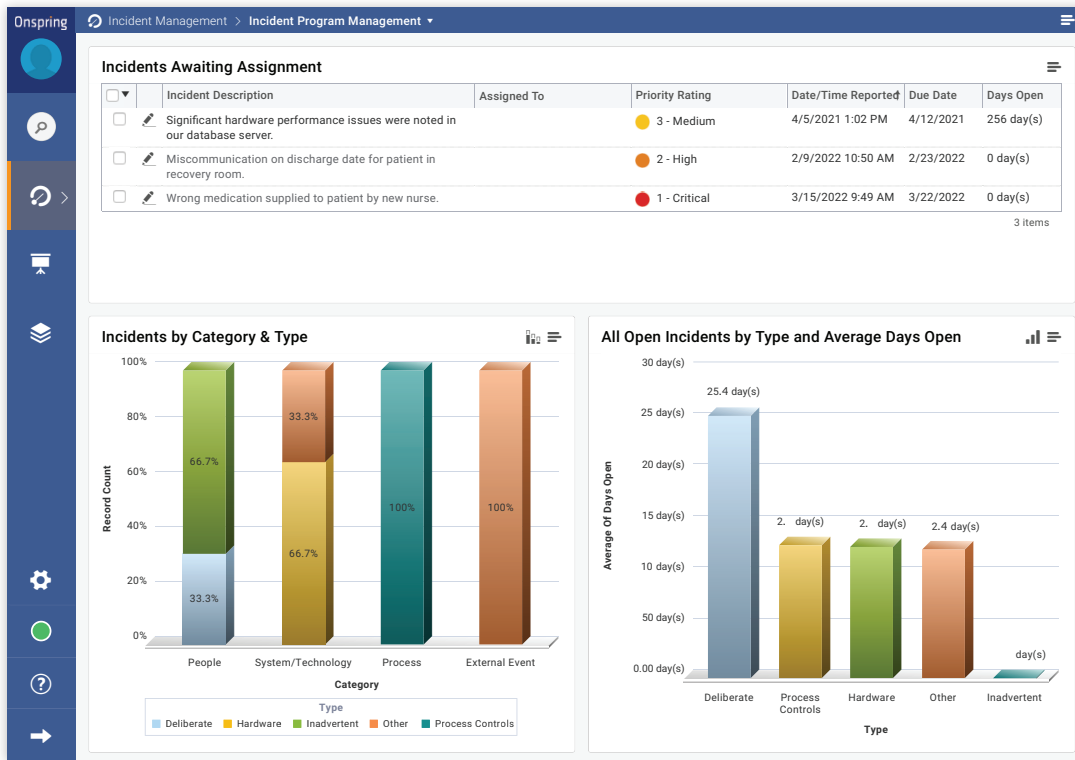 Onspring
Incident Management > Incident Program Management
Incidents Awaiting Assignment
Incident Description Assigned To Priority Rating Date/Time Reported Due Date Days Open
Significant hardware performance issues were noted in
our database server.
3 - Medium 4/5/2021 1:02 PM 4/12/2021 256 day(s)
Miscommunication on discharge date for patient in
recovery room.
2 - High 2/9/2022 10:50 AM 2/23/2022 0 day(s)
Wrong medication supplied to patient by new nurse. 1 - Critical 3/15/2022 9:49 AM 3/22/2022 0 day(s)
3 items
Incidents by Category & Type
100%
80%
60%
40%
20%
0%
Record Count
66.7%
33.3%
33.3%
66.7%
100%
100%
People System/Technology Process External Event
Category
Type
Deliberate Hardware Inadvertent Other Process Controls
All Open Incidents by Type and Average Days Open
30 day(s)
25 day(s)
20 day(s)
15 day(s)
10 day(s)
50 day(s)
0.00 day(s)
Average Of Days Open
25.4 day(s)
2. day(s)
2. day(s)
2.4 day(s)
day(s)
Deliberate Process Controls Hardware Other Inadvertent
Type